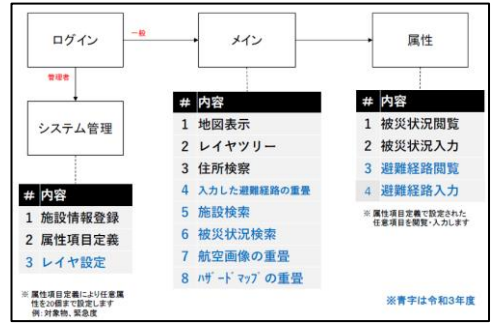 ログイン
一般
メイン
属性
管理者
システム管理
# 内容
1 施設情報登録
2 属性項目定義
3 レイヤ設定
※ 属性項目定義により任意属
性を20個まで設定します
例: 対象物、緊急度
# 内容
1 地図表示
2 レイヤツリー
3 住所検察
4 入力した避難経路の重畳
5 施設検索
6 被災状況検索
7 航空画像の重畳
8 ﾊｻﾞｰﾄﾞマップの重畳
# 内容
1 被災状況閲覧
2 被災状況入力
3 避難経路閲覧
4 避難経路入力
※ 属性項目定義で設定された
任意項目を閲覧・入力します
※青字は令和3年度